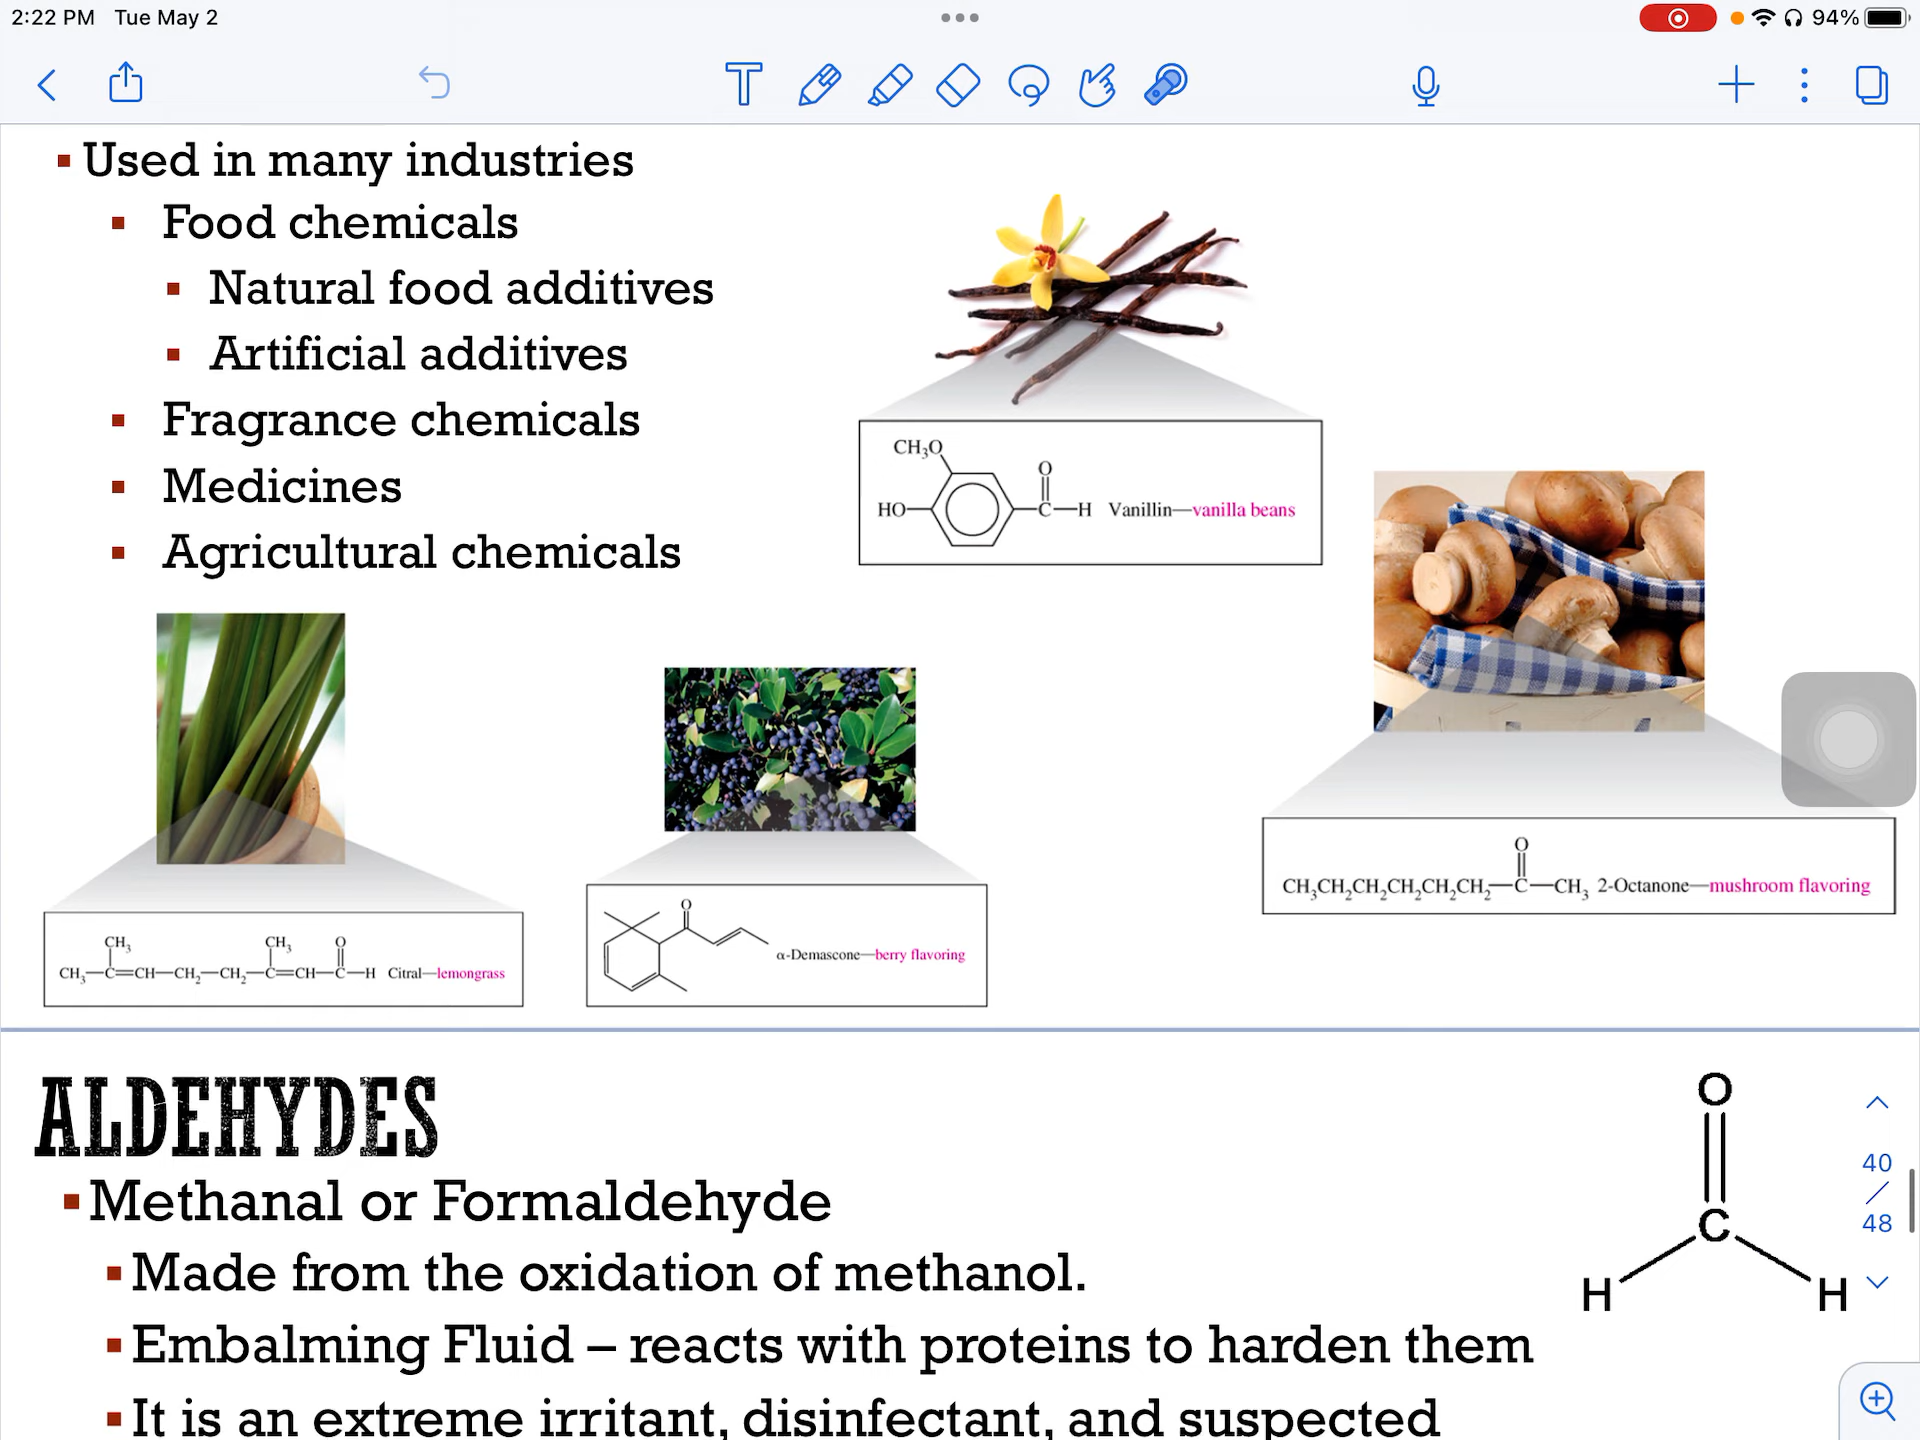 2:22 PM Tue May 2
94%
Used in many industries
Food chemicals
Natural food additives
Artificial additives
Fragrance chemicals
Medicines
Agricultural chemicals
CH₃O
O
HO C H Vanillin—vanilla beans
O
CH₃CH₂CH₂CH₂CH₂CH₂—C—CH₃ 2-Octanone—mushroom flavoring
CH₃ CH₃ O
CH₃—C=CH—CH₂—CH₂—C=CH—C—H Citral—lemongrass
O
α-Demascone—berry flavoring
ALDEHYDES
Methanal or Formaldehyde
Made from the oxidation of methanol.
Embalming Fluid – reacts with proteins to harden them
It is an extreme irritant, disinfectant, and suspected
O
C
H H
40
/
48